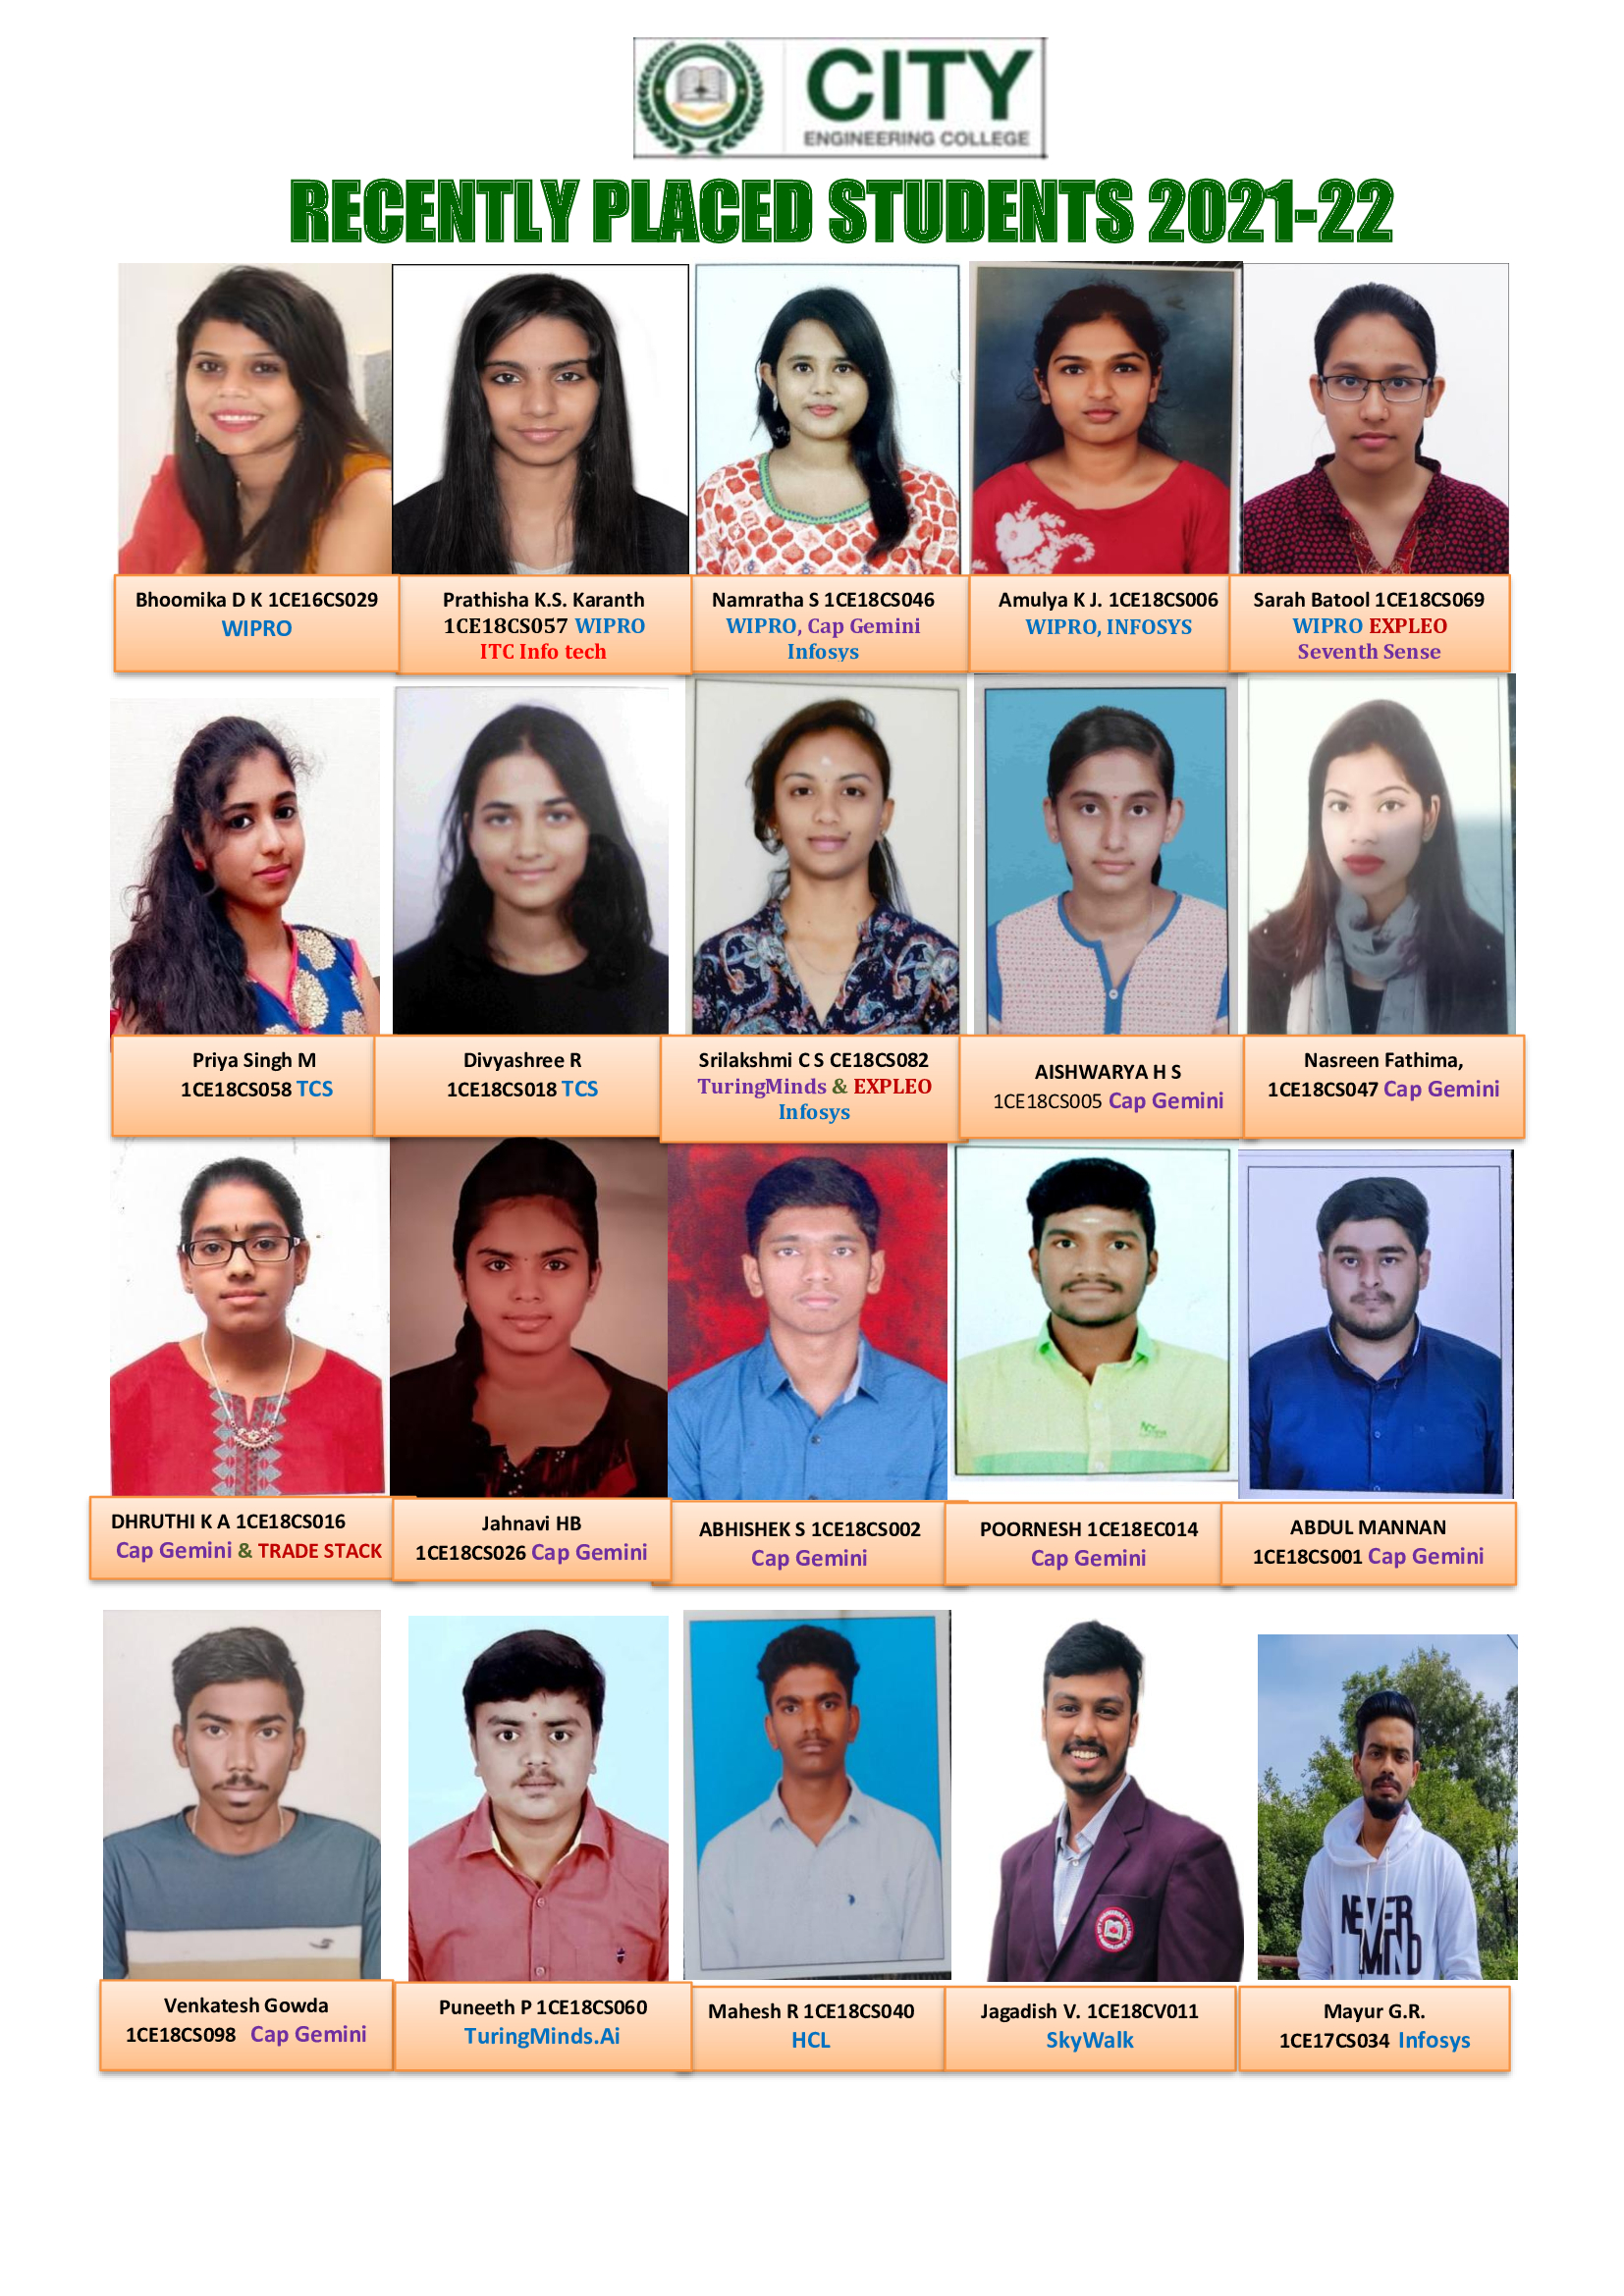 CITY
ENGINEERING COLLEGE
RECENTLY PLACED STUDENTS 2021-22
Bhoomika D K 1CE16CS029
WIPRO
Prathisha K.S. Karanth
1CE18CS057 WIPRO
ITC Info tech
Namratha S 1CE18CS046
WIPRO, Cap Gemini
Infosys
Amulya K J. 1CE18CS006
WIPRO, INFOSYS
Sarah Batool 1CE18CS069
WIPRO EXPLEO
Seventh Sense
Priya Singh M
1CE18CS058 TCS
Divyashree R
1CE18CS018 TCS
Srilakshmi C S CE18CS082
TuringMinds & EXPLEO
Infosys
AISHWARYA H S
1CE18CS005 Cap Gemini
Nasreen Fathima,
1CE18CS047 Cap Gemini
DHRUTHI K A 1CE18CS016
Cap Gemini & TRADE STACK
Jahnavi HB
1CE18CS026 Cap Gemini
ABHISHEK S 1CE18CS002
Cap Gemini
POORNESH 1CE18EC014
Cap Gemini
ABDUL MANNAN
1CE18CS001 Cap Gemini
NEVER
MIND
Venkatesh Gowda
1CE18CS098 Cap Gemini
Puneeth P 1CE18CS060
TuringMinds.Ai
Mahesh R 1CE18CS040
HCL
Jagadish V. 1CE18CV011
SkyWalk
Mayur G.R.
1CE17CS034 Infosys